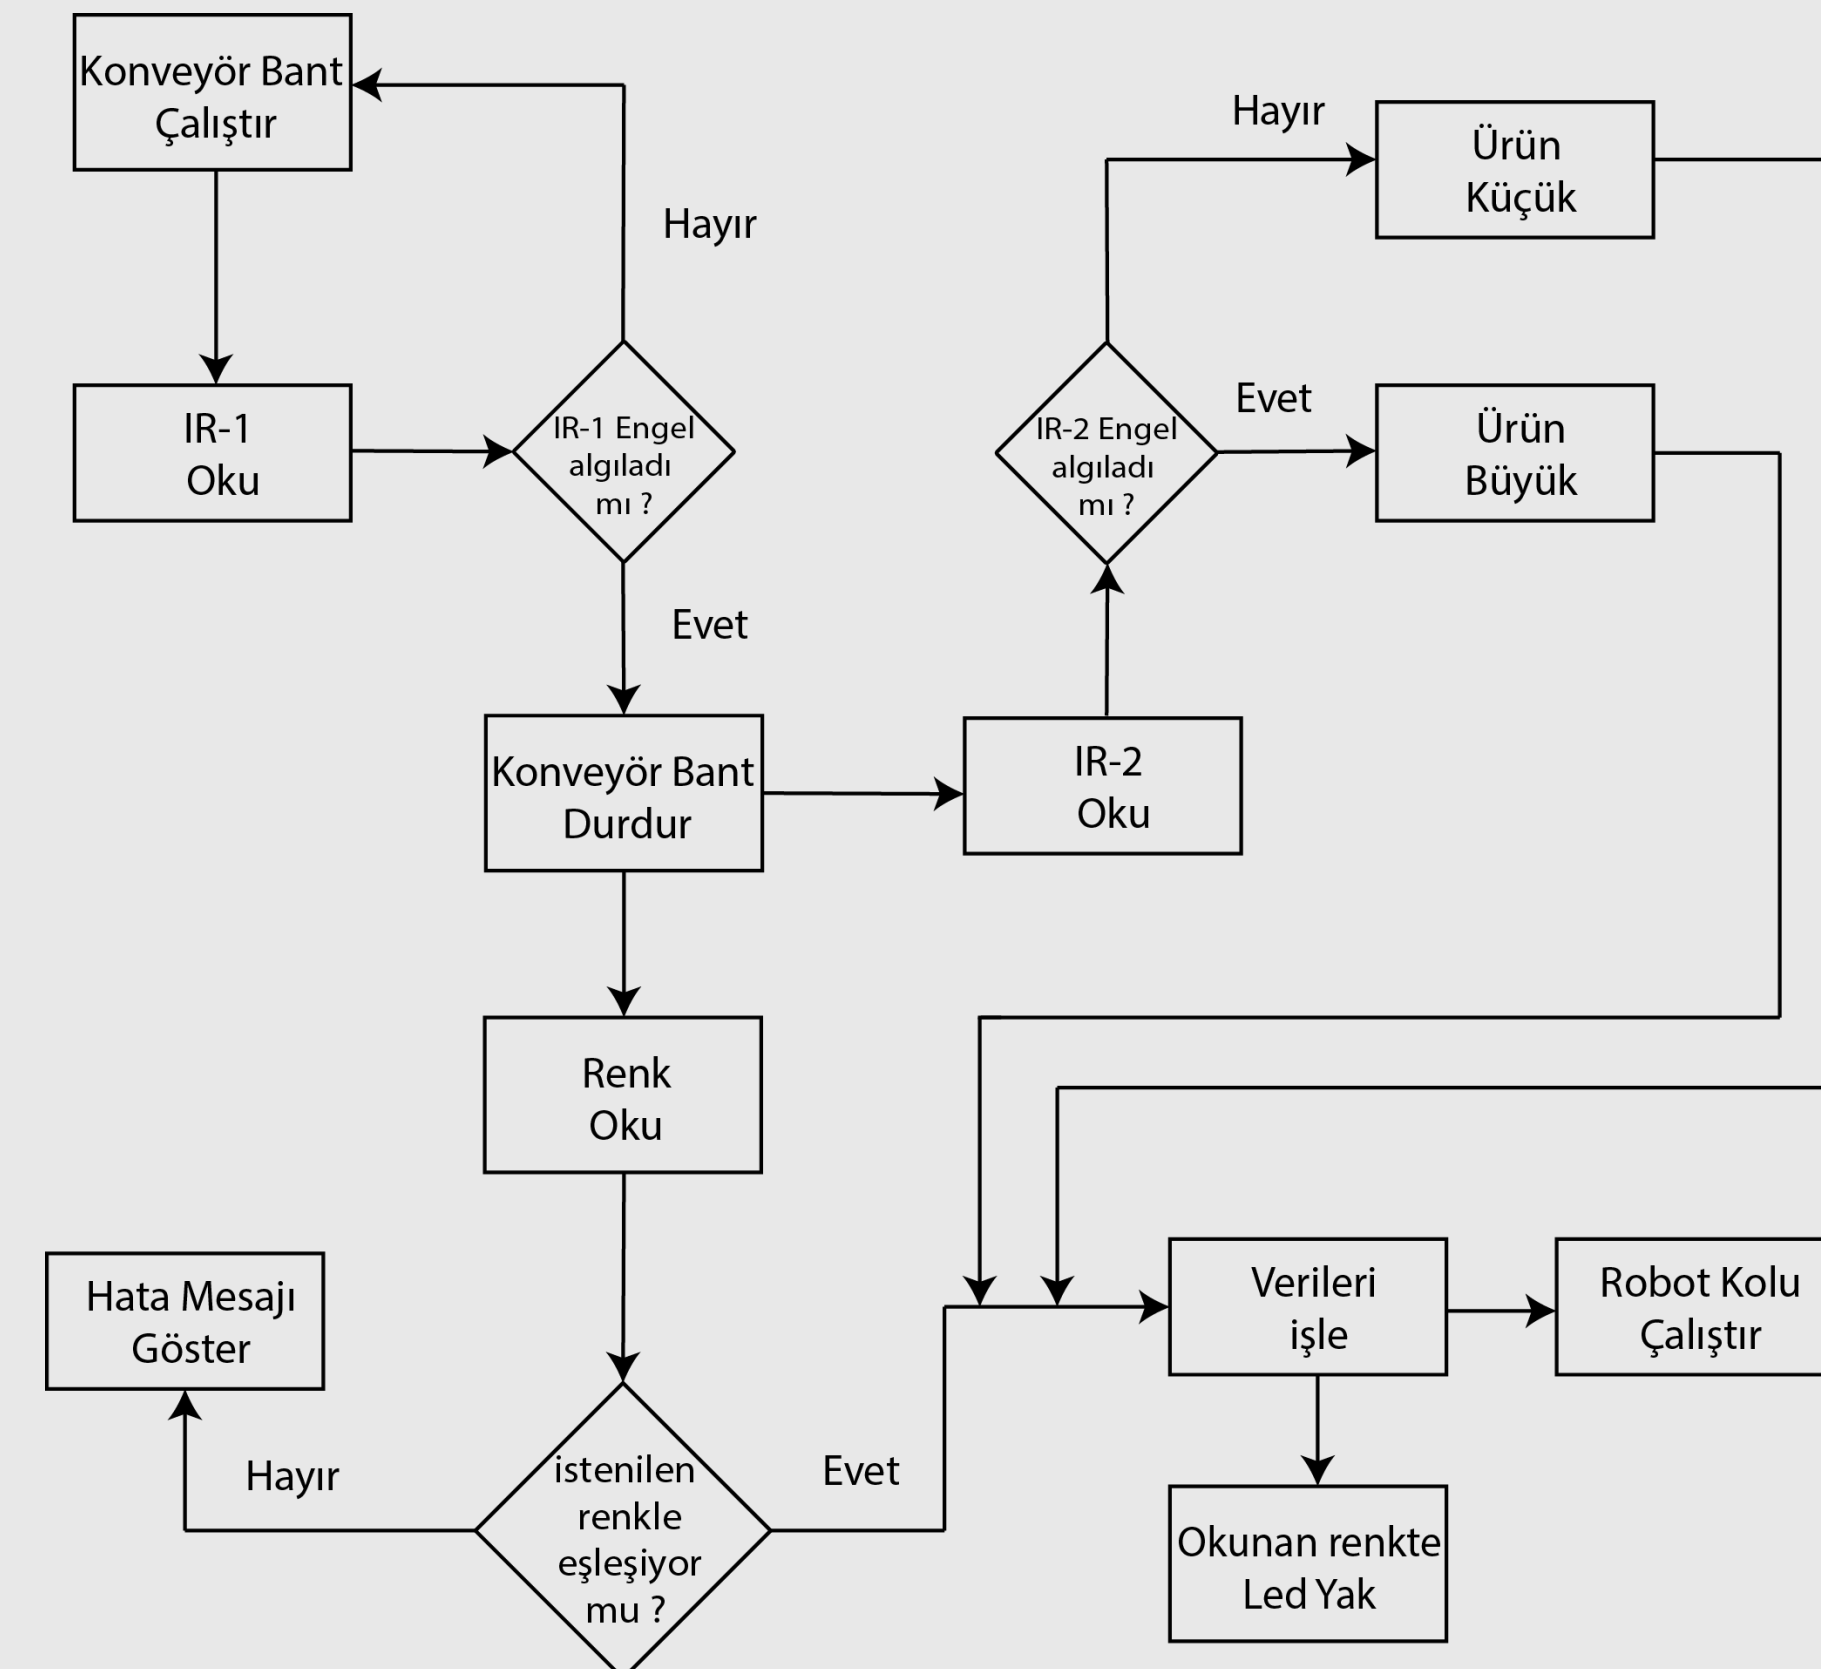 Konveyör Bant
Çalıştır
Hayır
IR-1
Oku
IR-1 Engel
algıladı
mı ?
Evet
Konveyör Bant
Durdur
IR-2
Oku
IR-2 Engel
algıladı
mı ?
Hayır
Ürün
Küçük
Evet
Ürün
Büyük
Renk
Oku
istenilen
renkle
eşleşiyor
mu ?
Hayır
Hata Mesajı
Göster
Evet
Verileri
işle
Robot Kolu
Çalıştır
Okunan renkte
Led Yak